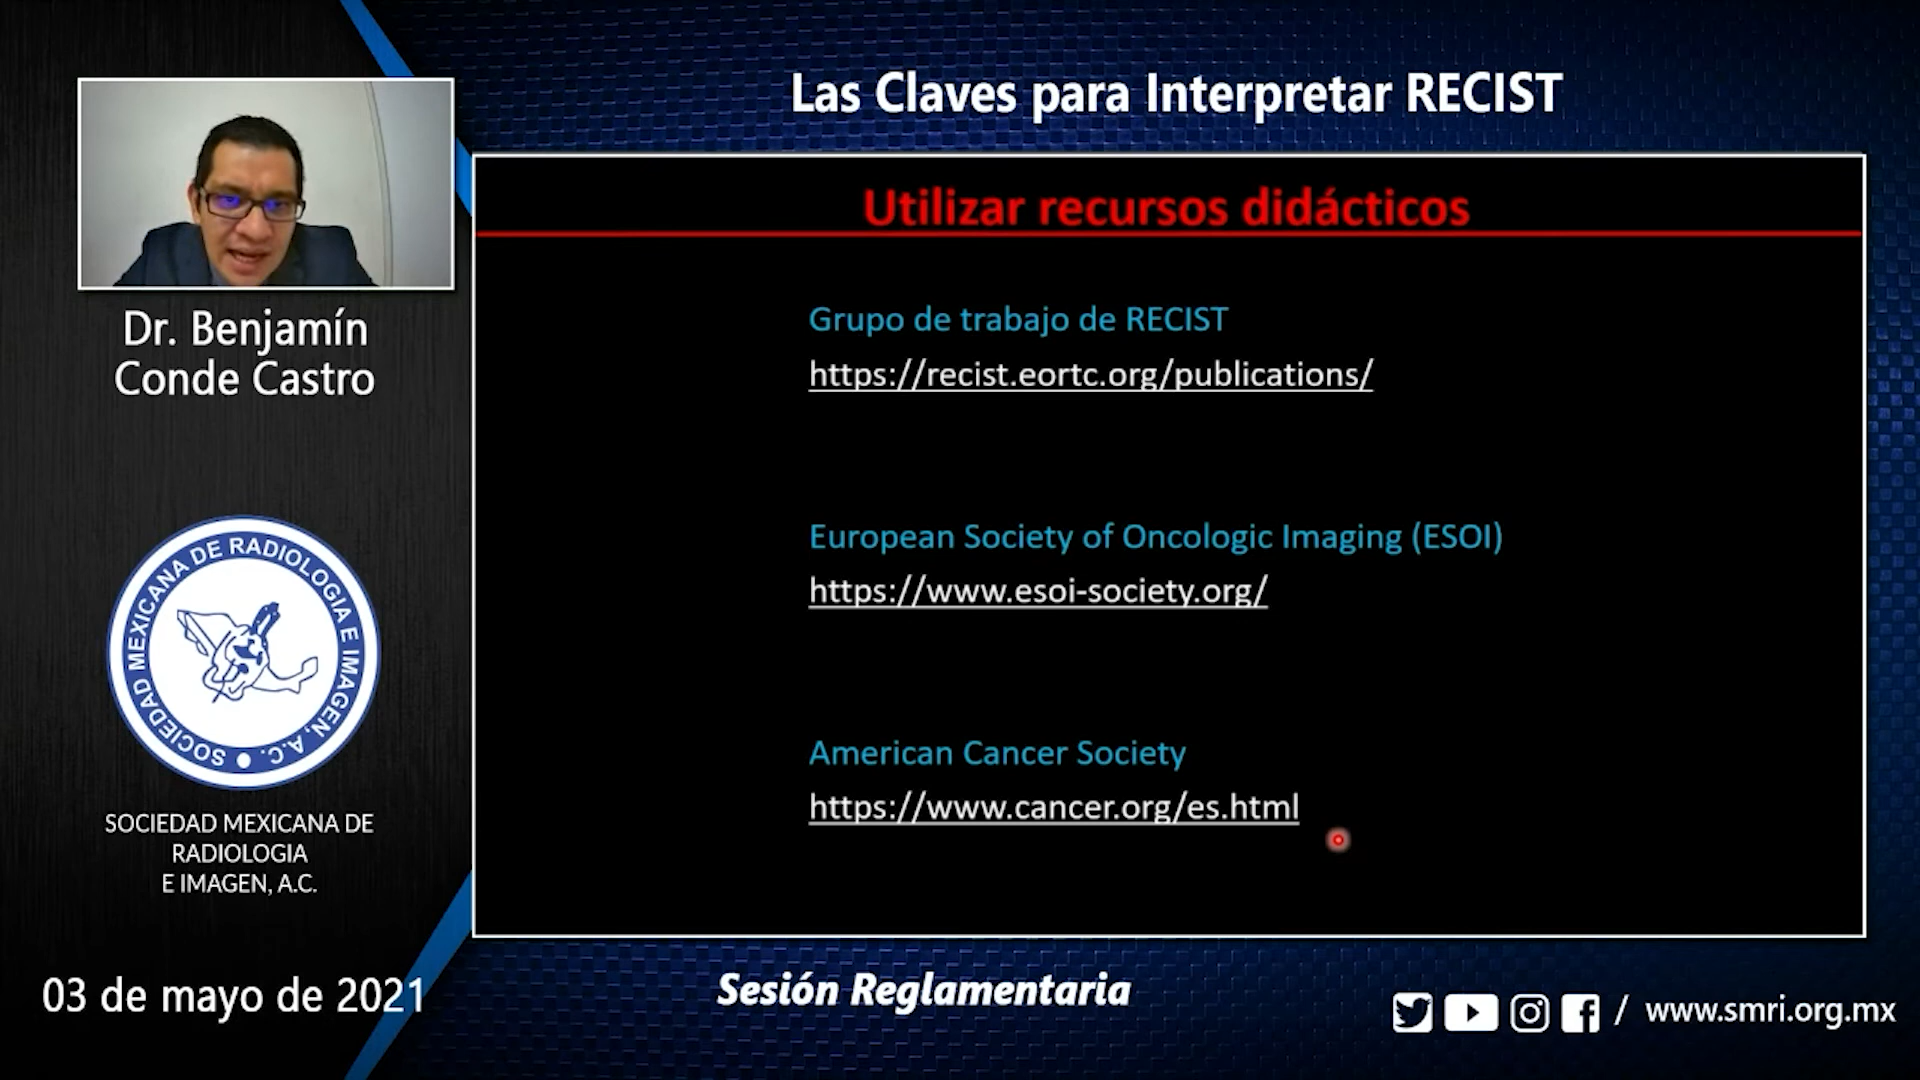 Las Claves para Interpretar RECIST
Dr. Benjamín
Conde Castro
SOCIEDAD MEXICANA DE RADIOLOGIA E IMAGEN, A.C.
SOCIEDAD MEXICANA DE
RADIOLOGIA
E IMAGEN, A.C.
03 de mayo de 2021
Utilizar recursos didácticos
Grupo de trabajo de RECIST
https://recist.eortc.org/publications/
European Society of Oncologic Imaging (ESOI)
https://www.esoi-society.org/
American Cancer Society
https://www.cancer.org/es.html
Sesión Reglamentaria
/ www.smri.org.mx